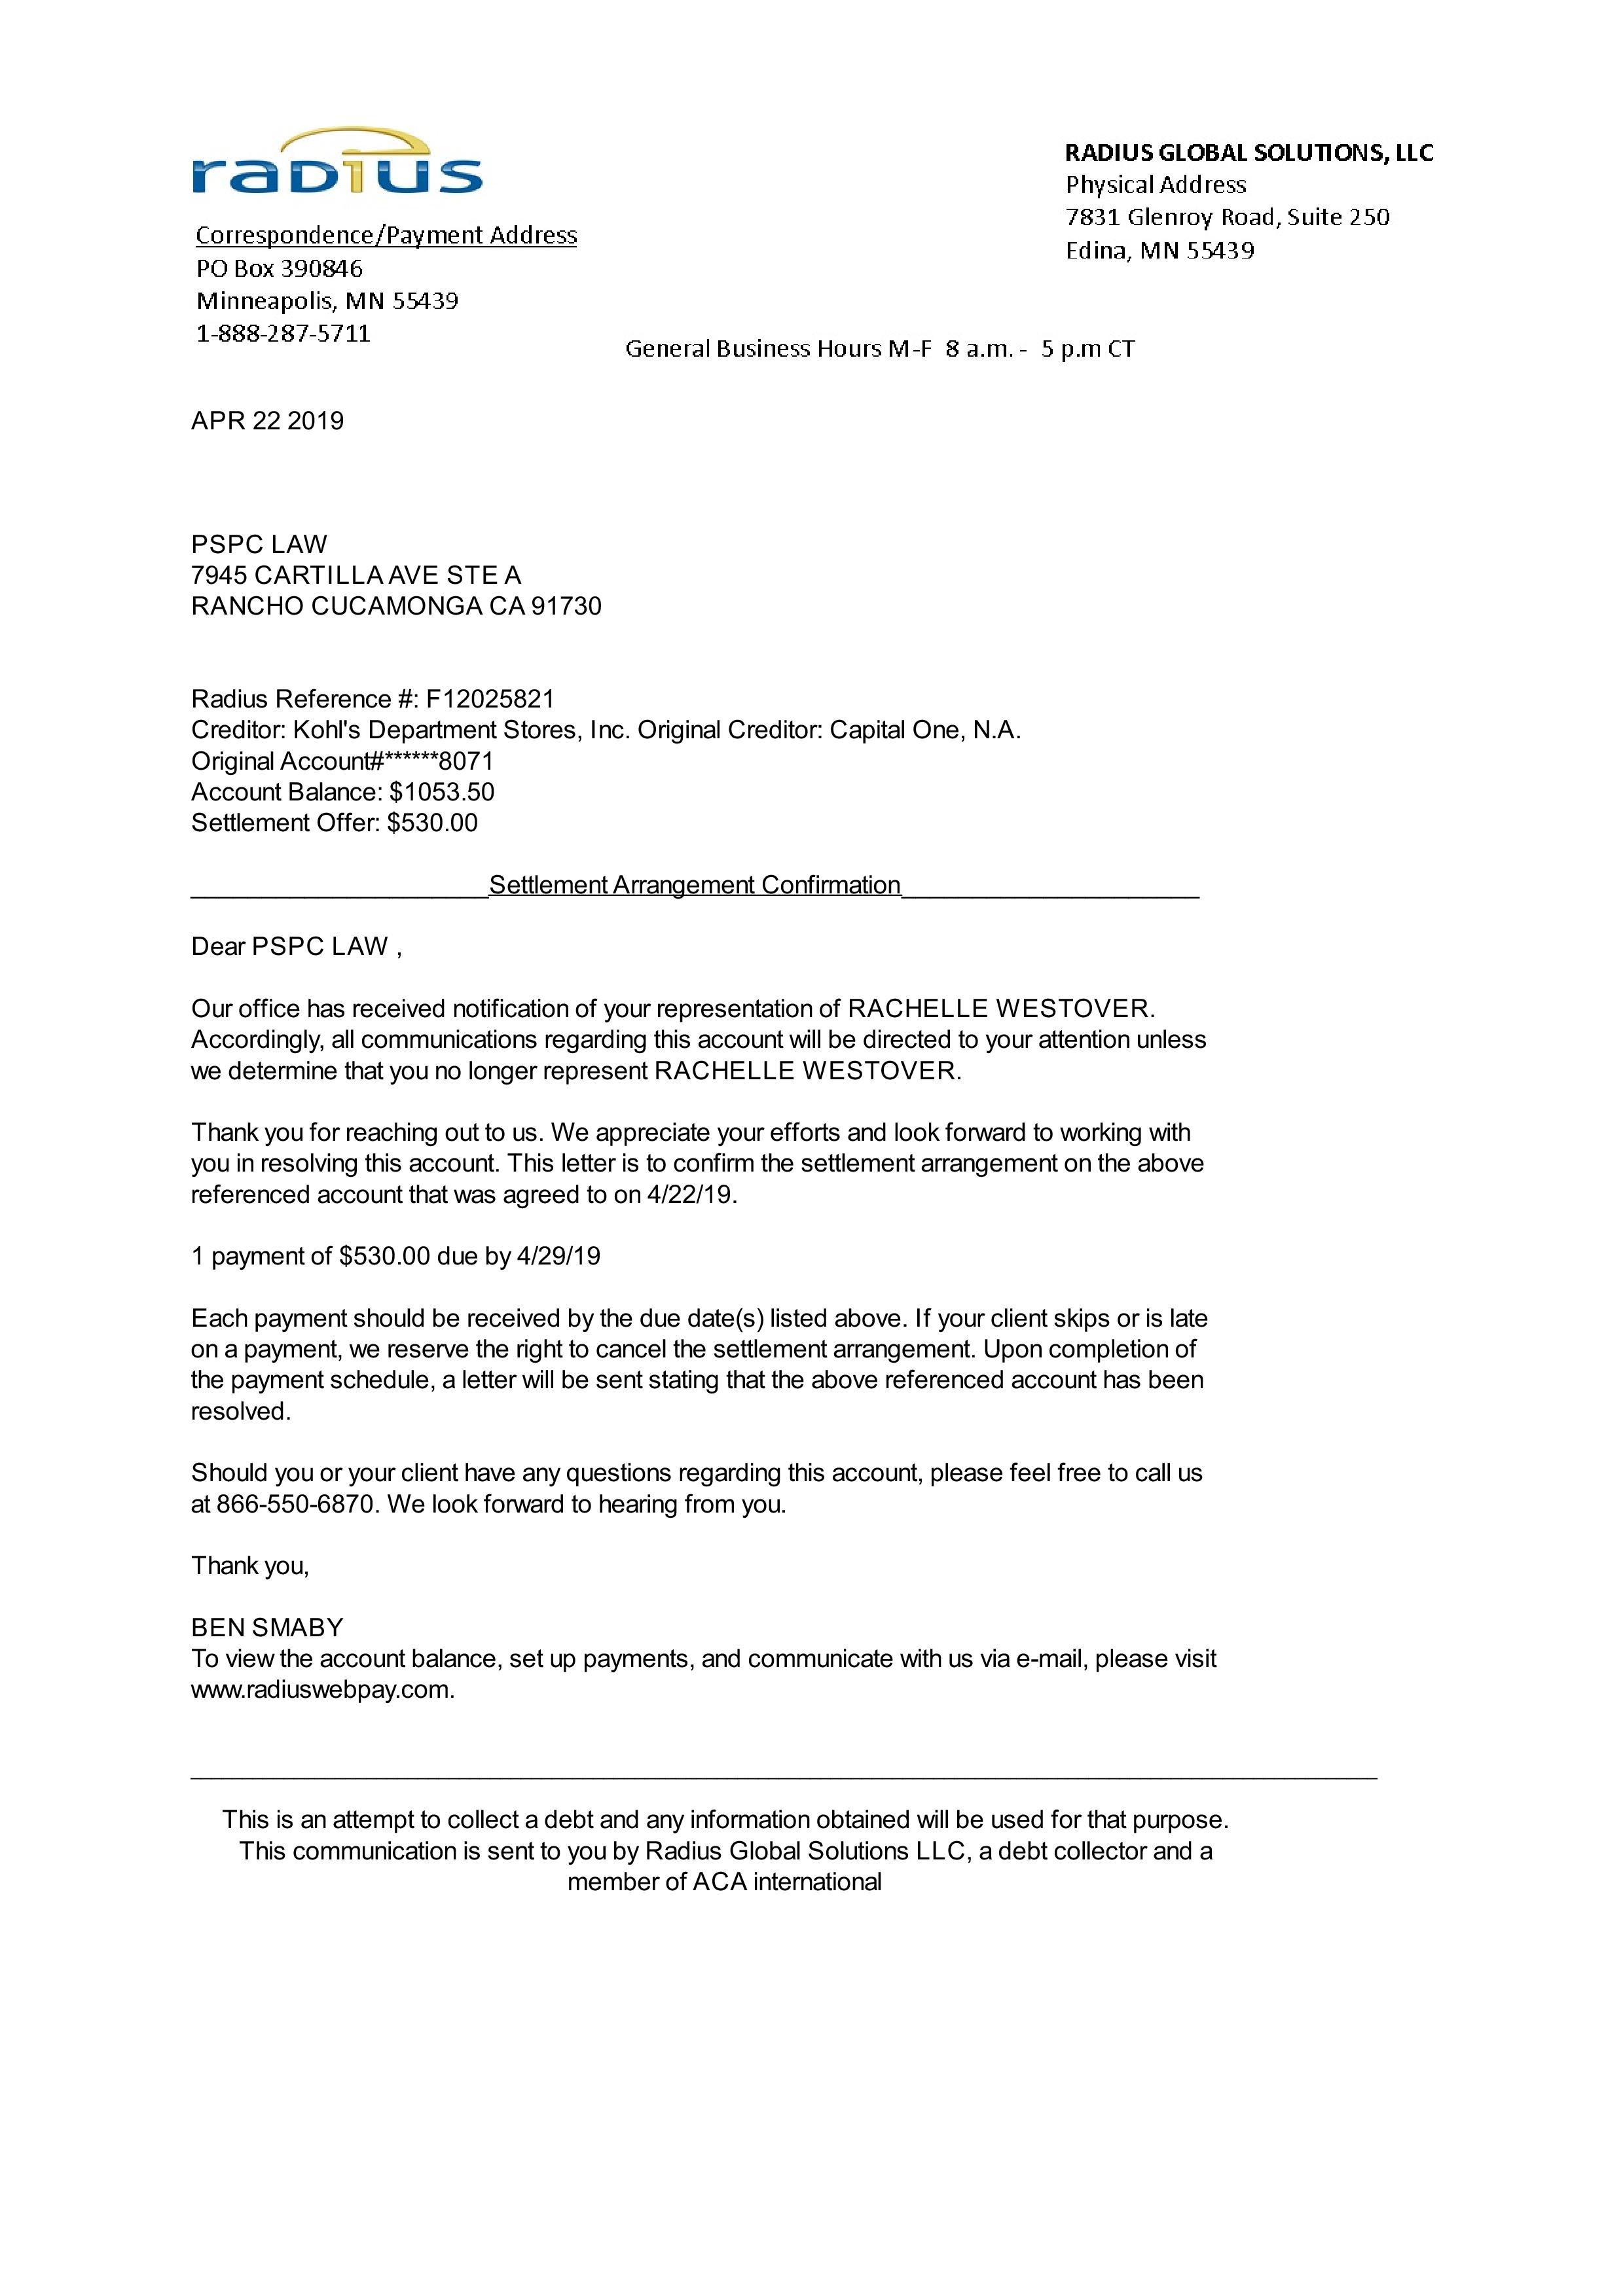 radius
RADIUS GLOBAL SOLUTIONS, LLC
Physical Address
7831 Glenroy Road, Suite 250
Edina, MN 55439
Correspondence/Payment Address
PO Box 390846
Minneapolis, MN 55439
1-888-287-5711
General Business Hours M-F 8 a.m. - 5 p.m CT
APR 22 2019
PSPC LAW
7945 CARTILLA AVE STE A
RANCHO CUCAMONGA CA 91730
Radius Reference #: F12025821
Creditor: Kohl's Department Stores, Inc. Original Creditor: Capital One, N.A.
Original Account#******8071
Account Balance: $1053.50
Settlement Offer: $530.00
Settlement Arrangement Confirmation
Dear PSPC LAW ,
Our office has received notification of your representation of RACHELLE WESTOVER.
Accordingly, all communications regarding this account will be directed to your attention unless
we determine that you no longer represent RACHELLE WESTOVER.
Thank you for reaching out to us. We appreciate your efforts and look forward to working with
you in resolving this account. This letter is to confirm the settlement arrangement on the above
referenced account that was agreed to on 4/22/19.
1 payment of $530.00 due by 4/29/19
Each payment should be received by the due date(s) listed above. If your client skips or is late
on a payment, we reserve the right to cancel the settlement arrangement. Upon completion of
the payment schedule, a letter will be sent stating that the above referenced account has been
resolved.
Should you or your client have any questions regarding this account, please feel free to call us
at 866-550-6870. We look forward to hearing from you.
Thank you,
BEN SMABY
To view the account balance, set up payments, and communicate with us via e-mail, please visit
www.radiuswebpay.com.
This is an attempt to collect a debt and any information obtained will be used for that purpose.
This communication is sent to you by Radius Global Solutions LLC, a debt collector and a
member of ACA international